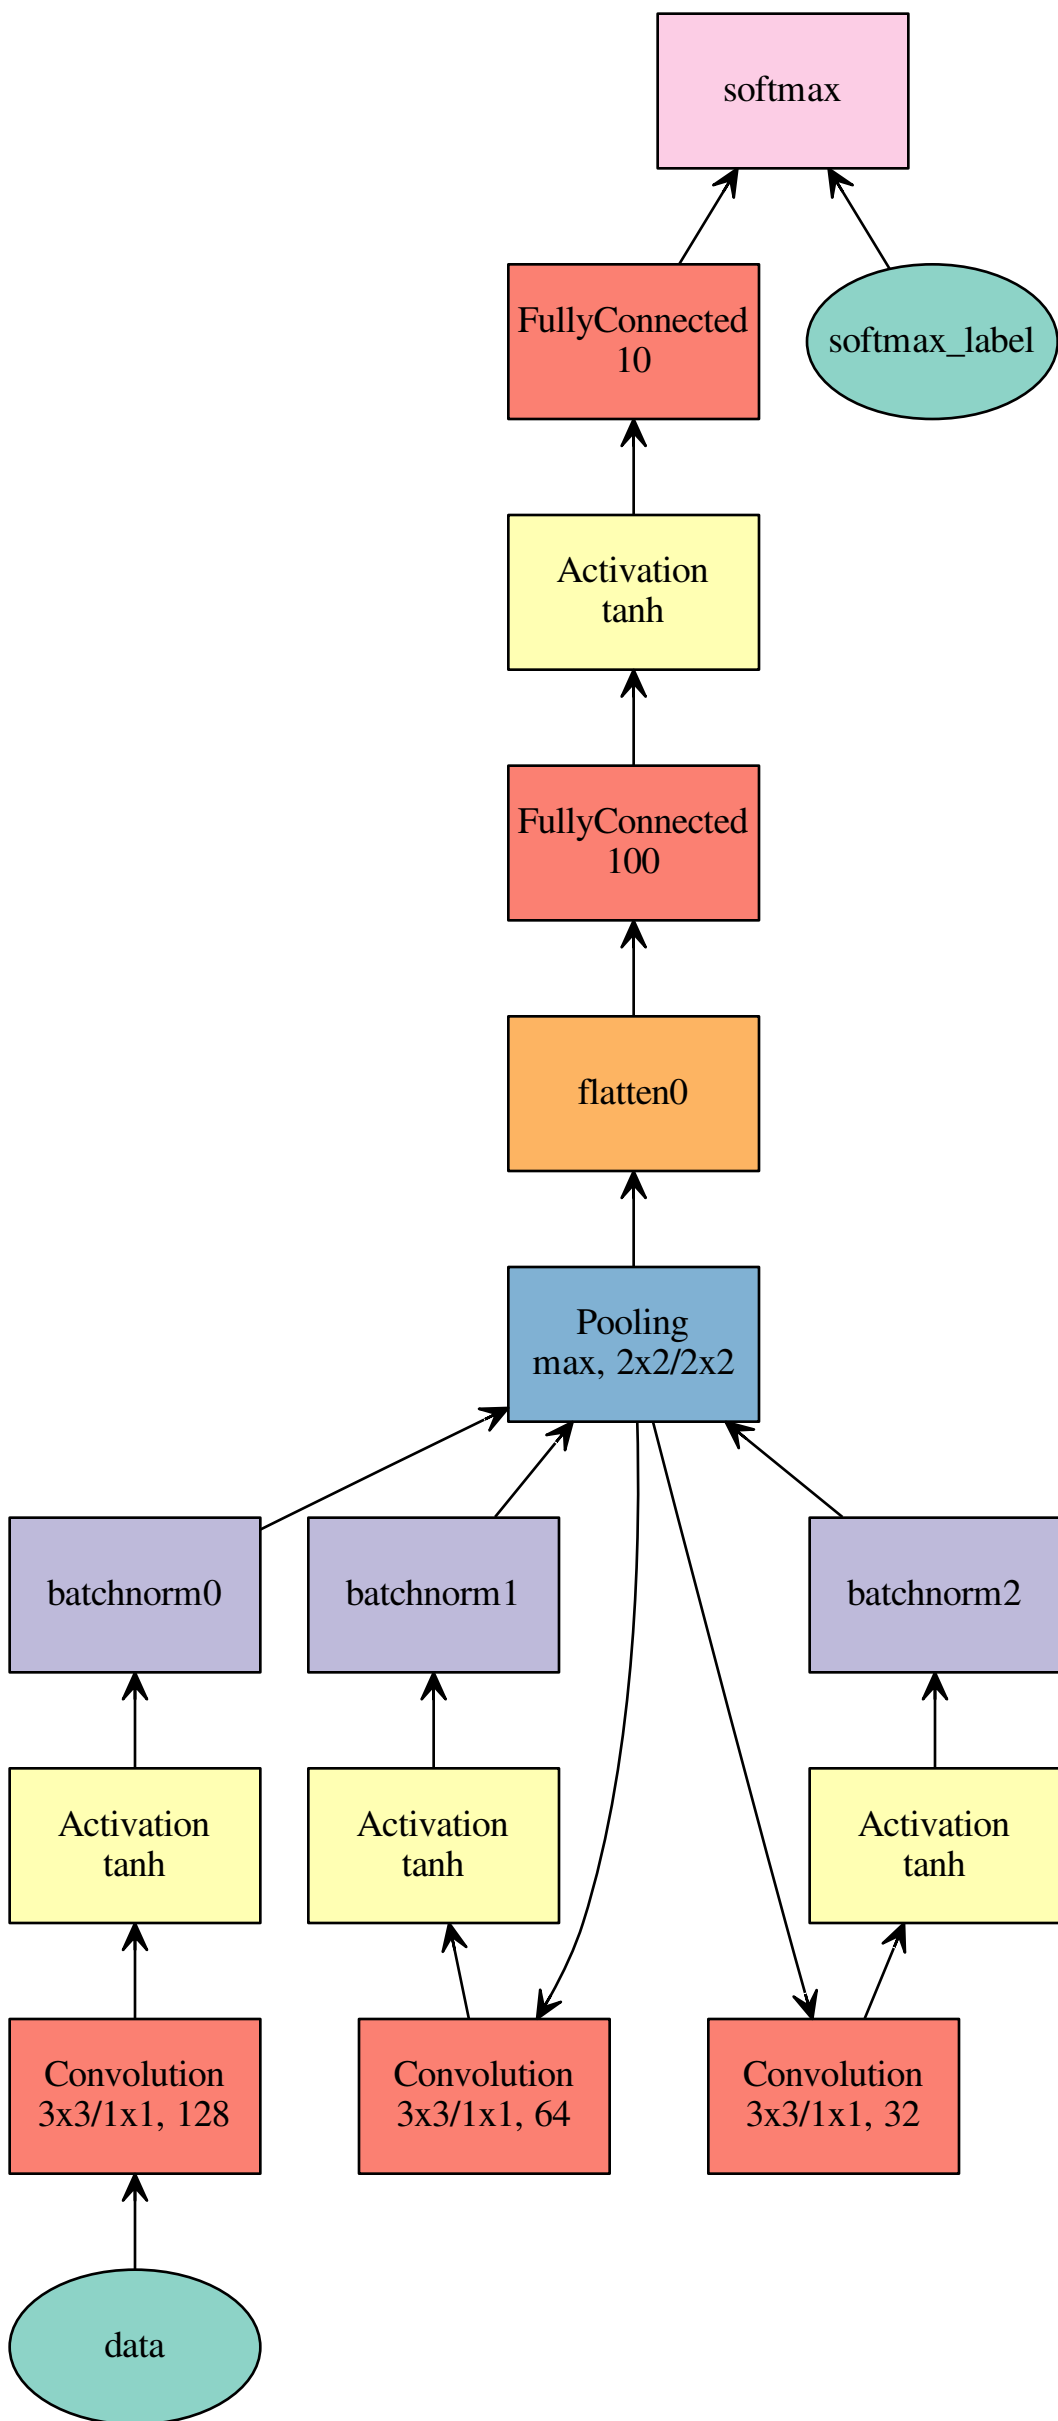 softmax
FullyConnected
10
softmax_label
Activation
tanh
FullyConnected
100
flatten0
Pooling
max, 2x2/2x2
batchnorm0
batchnorm1
batchnorm2
Activation
tanh
Activation
tanh
Activation
tanh
Convolution
3x3/1x1, 128
Convolution
3x3/1x1, 64
Convolution
3x3/1x1, 32
data